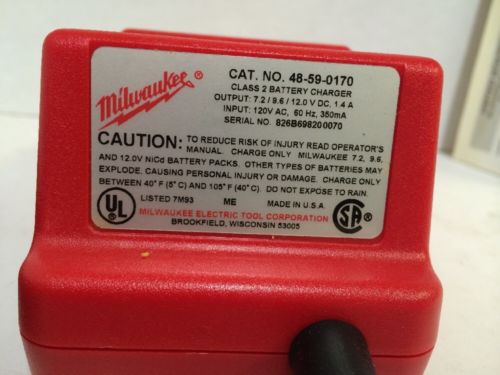 Milwaukee®
CAT. NO. 48-59-0170
CLASS 2 BATTERY CHARGER
OUTPUT: 7.2 / 9.6 / 12.0 V DC, 1.4 A
INPUT: 120V AC, 60 Hz, 350mA
SERIAL NO. 826B698200070
CAUTION: TO REDUCE RISK OF INJURY READ OPERATOR'S
MANUAL. CHARGE ONLY MILWAUKEE 7.2, 9.6,
AND 12.0V NiCd BATTERY PACKS. OTHER TYPES OF BATTERIES MAY
EXPLODE, CAUSING PERSONAL INJURY OR DAMAGE. CHARGE ONLY
BETWEEN 40°F (5°C) AND 105°F (40°C). DO NOT EXPOSE TO RAIN.
UL® LISTED 7M93 ME MADE IN U.S.A. SA®
MILWAUKEE ELECTRIC TOOL CORPORATION
BROOKFIELD, WISCONSIN 53005